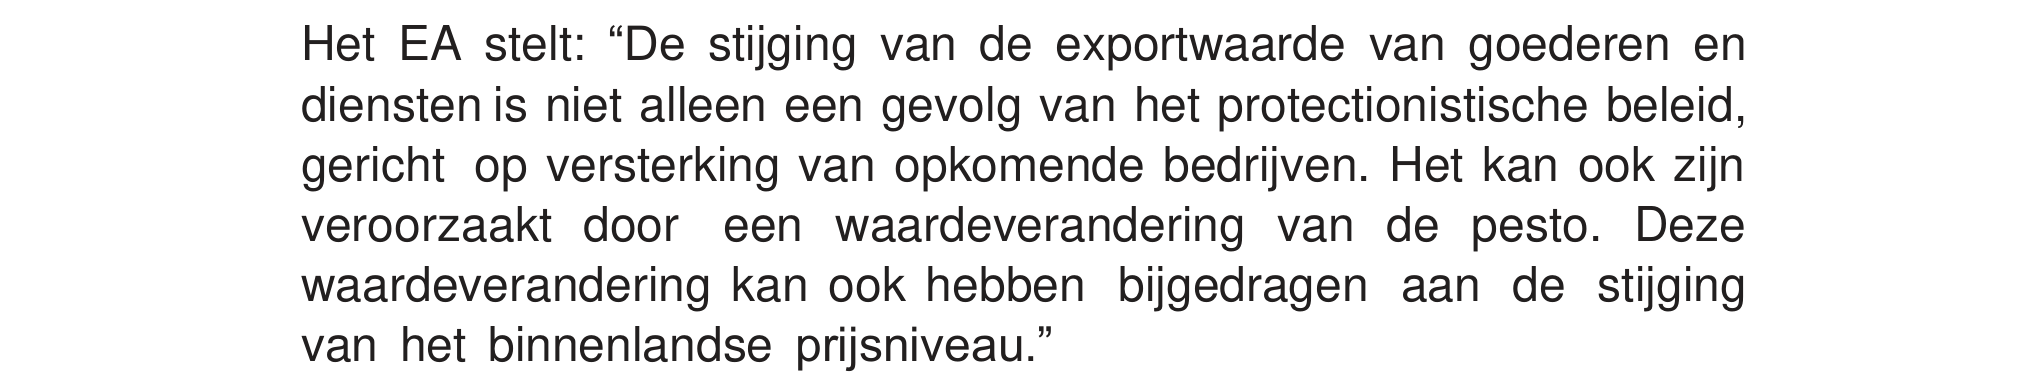 Het EA stelt: “De stijging van de exportwaarde van goederen en
diensten is niet alleen een gevolg van het protectionistische beleid,
gericht op versterking van opkomende bedrijven. Het kan ook zijn
veroorzaakt door een waardeverandering van de pesto. Deze
waardeverandering kan ook hebben bijgedragen aan de stijging
van het binnenlandse prijsniveau.”